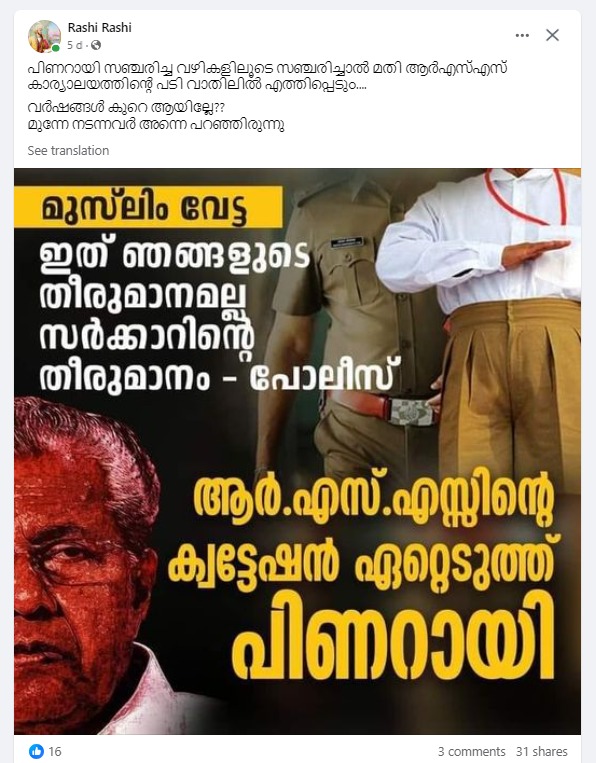 Rashi Rashi
5 d ·
പിണറായി സഞ്ചരിച്ച വഴികളിലൂടെ സഞ്ചരിച്ചാൽ മതി ആർഎസ്എസ്
കാര്യാലയത്തിന്റെ പടി വാതിലിൽ എത്തിപ്പെടും....
വർഷങ്ങൾ കുറെ ആയില്ലേ??
മുന്നേ നടന്നവർ അന്നെ പറഞ്ഞിരുന്നു
See translation
മുസ്‌ലിം വേട്ട
ഇത് ഞങ്ങളുടെ
തീരുമാനമല്ല
സർക്കാറിന്റെ
തീരുമാനം - പോലീസ്
ആർ.എസ്.എസ്സിന്റെ
ക്വട്ടേഷൻ ഏറ്റെടുത്ത്
പിണറായി
16
3 comments 31 shares